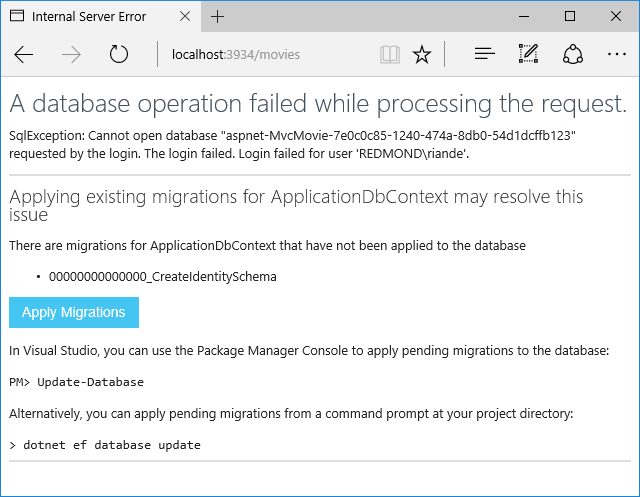 Internal Server Error
localhost:3934/movies
A database operation failed while processing the request.
SqlException: Cannot open database "aspnet-MvcMovie-7e0c0c85-1240-474a-8db0-54d1dcffb123"
requested by the login. The login failed. Login failed for user 'REDMOND\riande'.
Applying existing migrations for ApplicationDbContext may resolve this
issue
There are migrations for ApplicationDbContext that have not been applied to the database
• 00000000000000_CreateIdentitySchema
Apply Migrations
In Visual Studio, you can use the Package Manager Console to apply pending migrations to the database:
PM> Update-Database
Alternatively, you can apply pending migrations from a command prompt at your project directory:
> dotnet ef database update